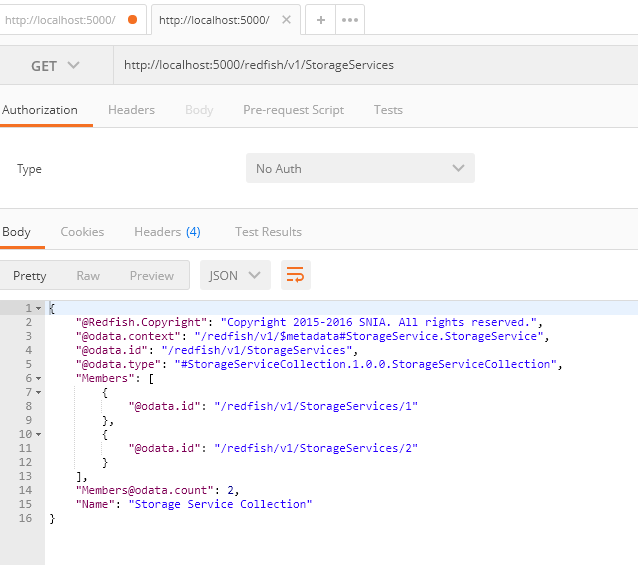 http://localhost:5000/ http://localhost:5000/ × + •••
GET http://localhost:5000/redfish/v1/StorageServices
Authorization Headers Body Pre-request Script Tests
Type No Auth
Body Cookies Headers (4) Test Results
Pretty Raw Preview JSON
1 {
2 "@Redfish.Copyright": "Copyright 2015-2016 SNIA. All rights reserved.",
3 "@odata.context": "/redfish/v1/$metadata#StorageService.StorageService",
4 "@odata.id": "/redfish/v1/StorageServices",
5 "@odata.type": "#StorageServiceCollection.1.0.0.StorageServiceCollection",
6 "Members": [
7 {
8 "@odata.id": "/redfish/v1/StorageServices/1"
9 },
10 {
11 "@odata.id": "/redfish/v1/StorageServices/2"
12 }
13 ],
14 "Members@odata.count": 2,
15 "Name": "Storage Service Collection"
16 }